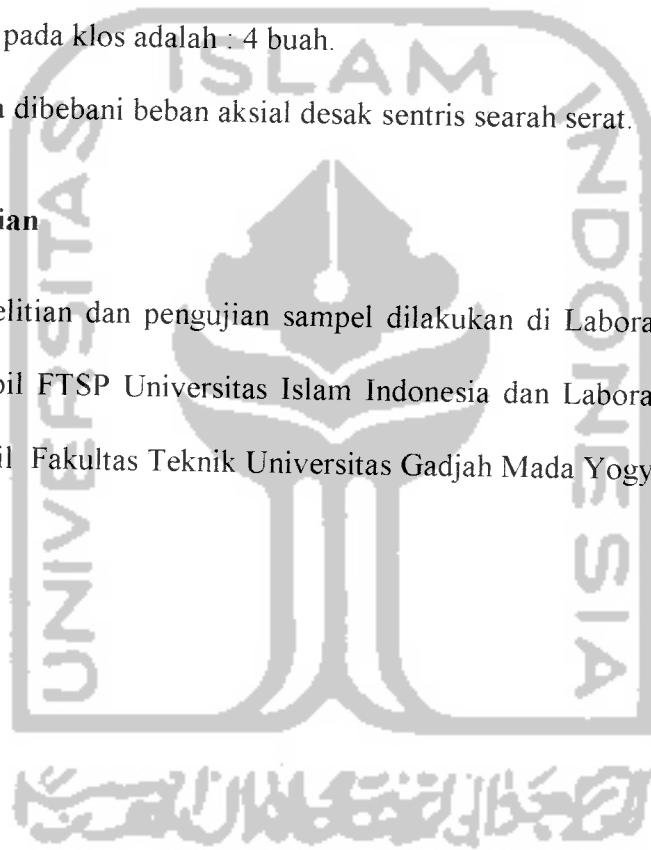 pada klos adalah : 4 buah.
dibebani beban aksial desak sentris searah serat.
ian
elitian dan pengujian sampel dilakukan di Labora
il FTSP Universitas Islam Indonesia dan Labora
il Fakultas Teknik Universitas Gadjah Mada Yogy
ISLAM
UNIVERSITAS
INDONESIA